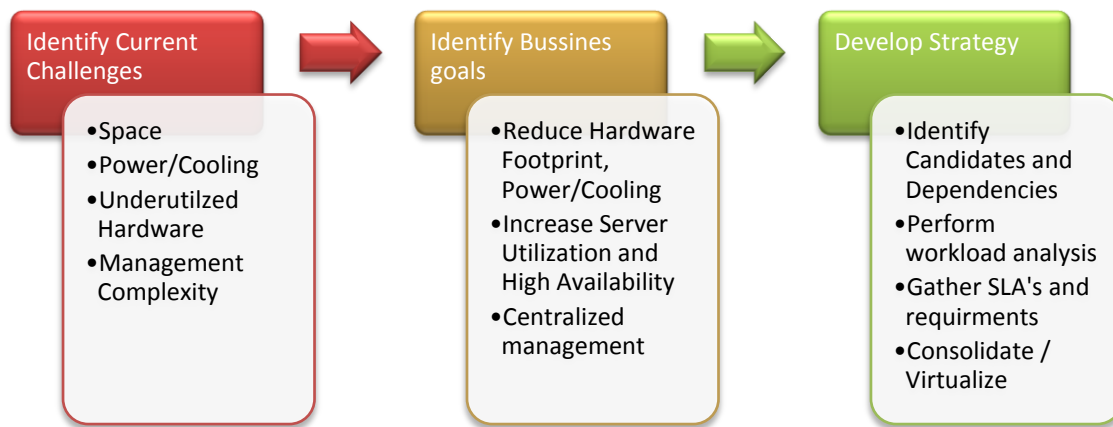 Identify Current
Challenges
•Space
•Power/Cooling
•Underutilzed
Hardware
•Management
Complexity
Identify Bussines
goals
•Reduce Hardware
Footprint,
Power/Cooling
•Increase Server
Utilization and
High Availability
•Centralized
management
Develop Strategy
•Identify
Candidates and
Dependencies
•Perform
workload analysis
•Gather SLA's and
requirments
•Consolidate /
Virtualize